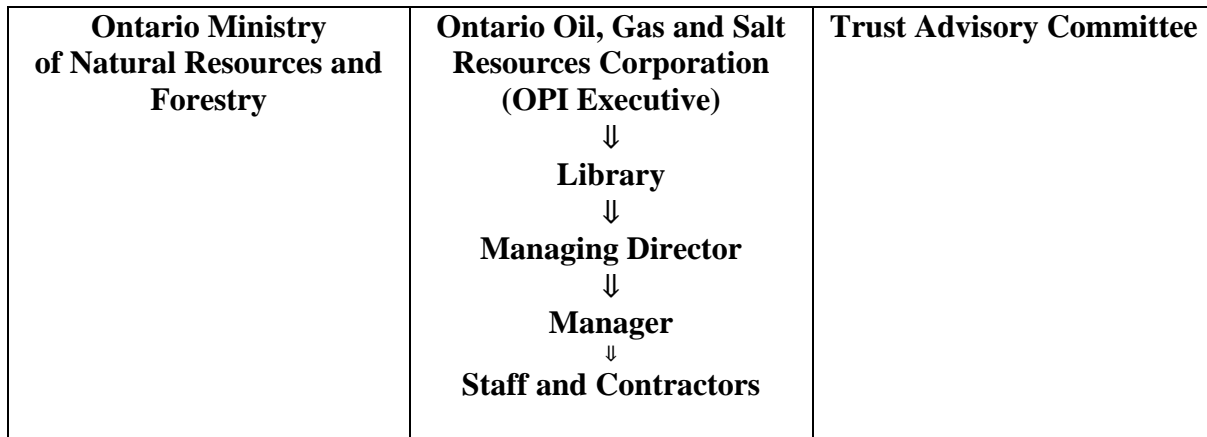 Ontario Ministry
of Natural Resources and
Forestry
Ontario Oil, Gas and Salt
Resources Corporation
(OPI Executive)
⇓
Library
⇓
Managing Director
⇓
Manager
⇓
Staff and Contractors
Trust Advisory Committee